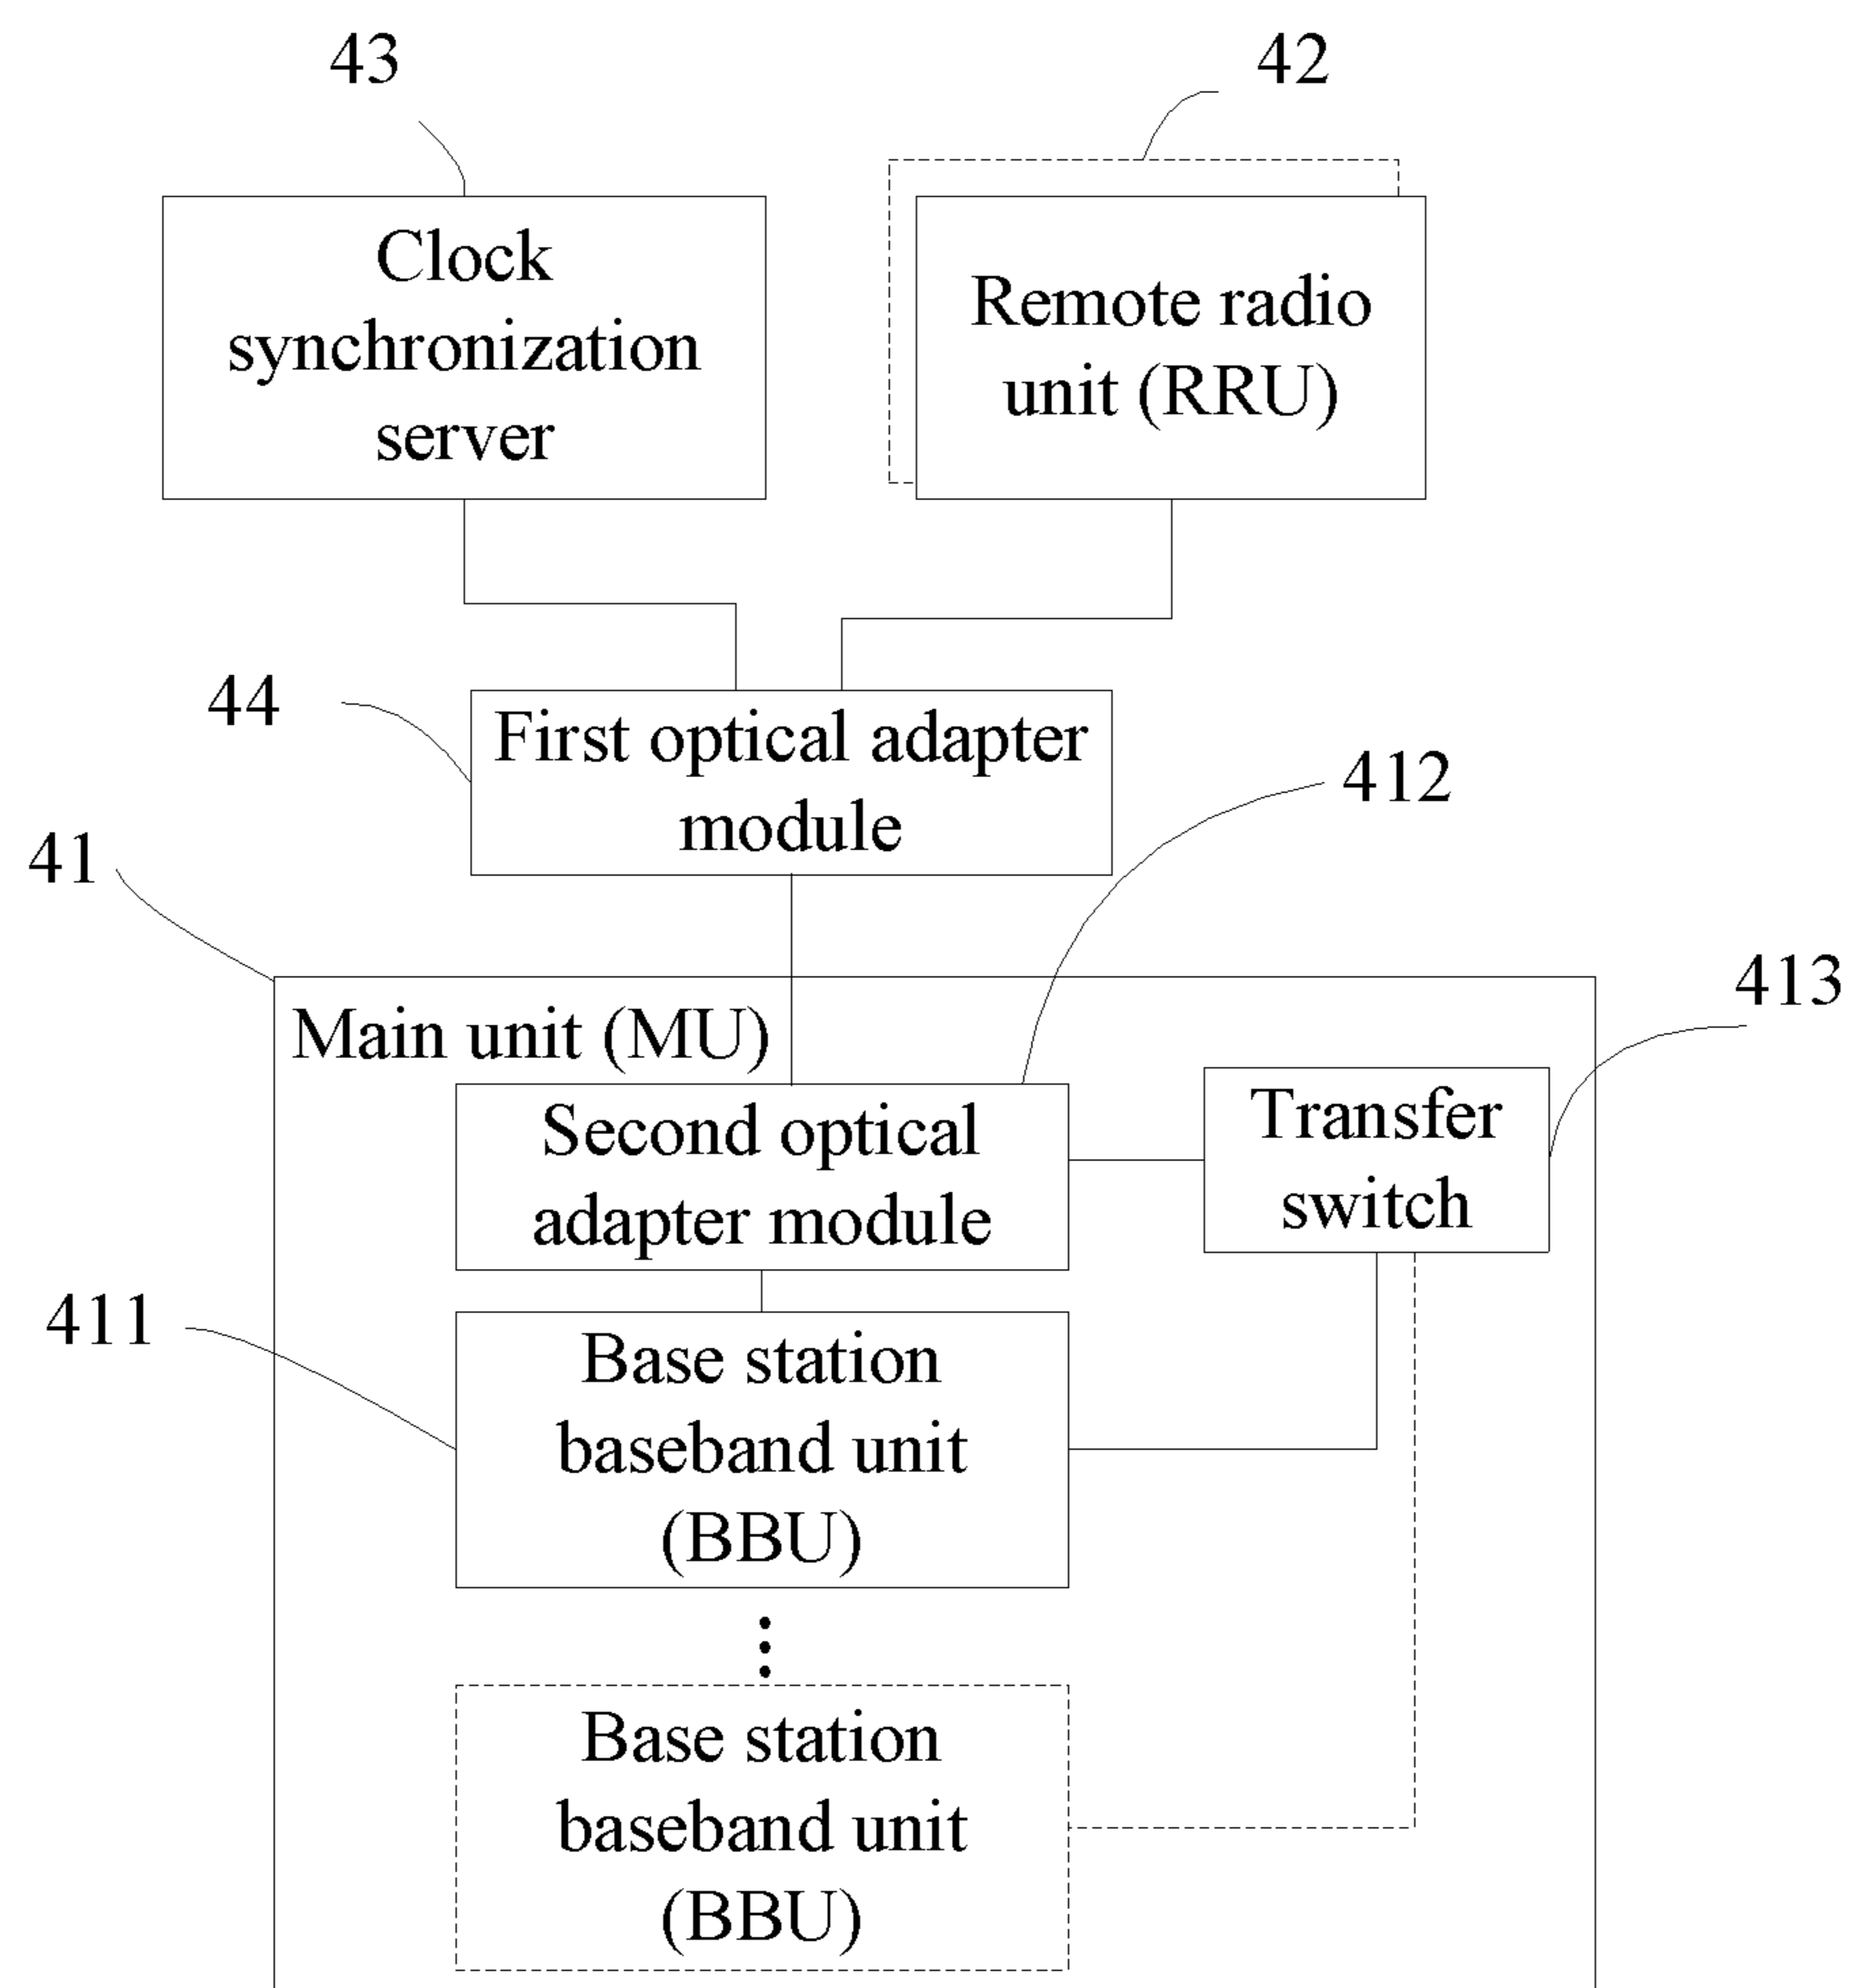 43
42
Clock
synchronization
server
Remote radio
unit (RRU)
44
First optical adapter
module
412
41
413
Main unit (MU)
Second optical
adapter module
Transfer
switch
411
Base station
baseband unit
(BBU)
Base station
baseband unit
(BBU)